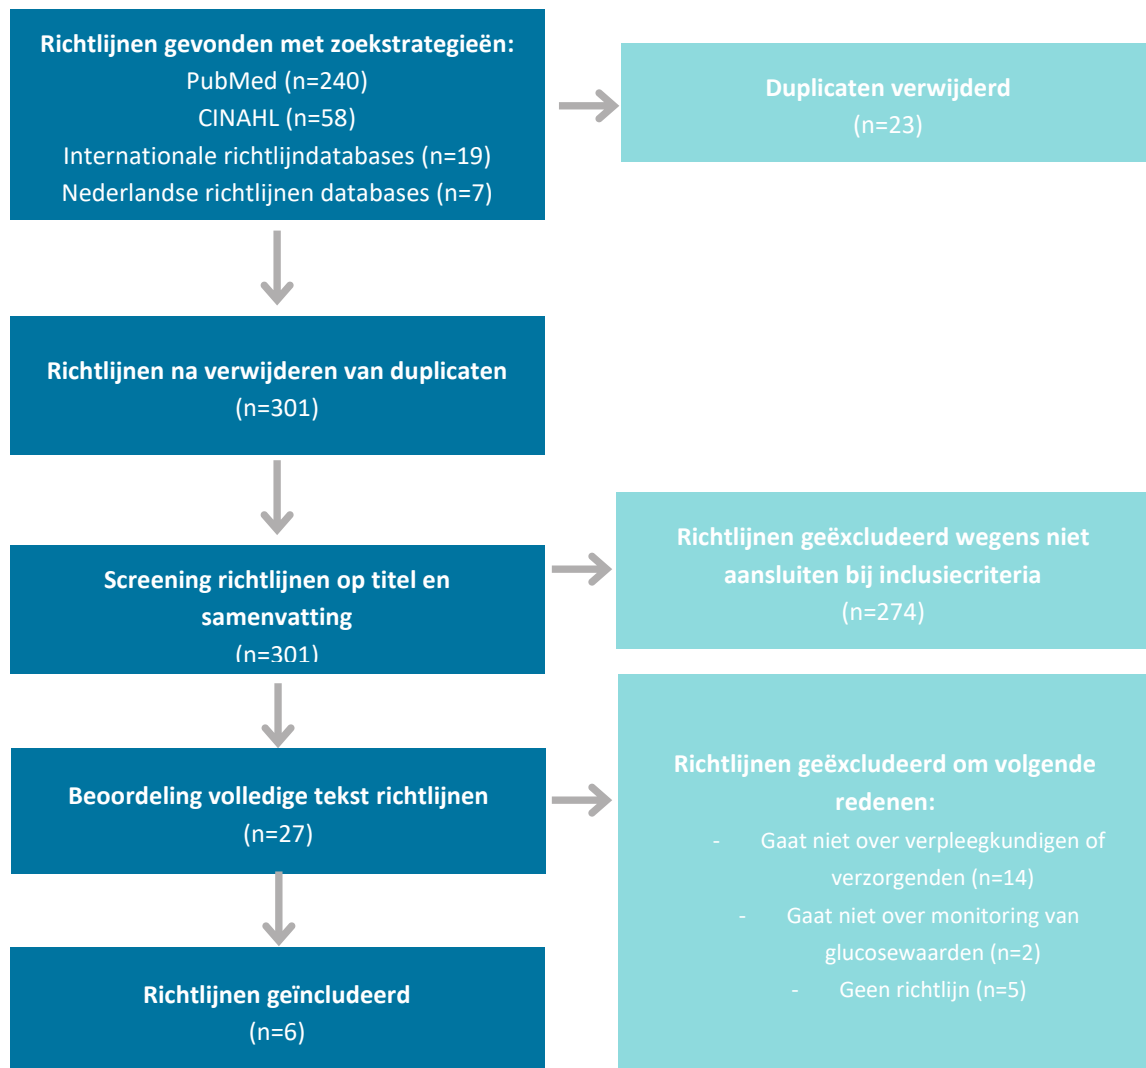 Richtlijnen gevonden met zoekstrategieën:
PubMed (n=240)
CINAHL (n=58)
Internationale richtlijndatabases (n=19)
Nederlandse richtlijnen databases (n=7)
Duplicaten verwijderd
(n=23)
Richtlijnen na verwijderen van duplicaten
(n=301)
Screening richtlijnen op titel en
samenvatting
(n=301)
Richtlijnen geëxcludeerd wegens niet
aansluiten bij inclusiecriteria
(n=274)
Beoordeling volledige tekst richtlijnen
(n=27)
Richtlijnen geëxcludeerd om volgende
redenen:
- Gaat niet over verpleegkundigen of
verzorgenden (n=14)
- Gaat niet over monitoring van
glucosewaarden (n=2)
- Geen richtlijn (n=5)
Richtlijnen geïncludeerd
(n=6)